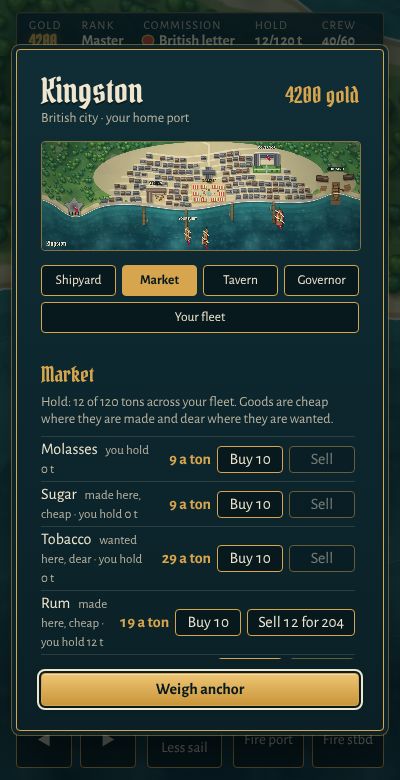 GOLD RANK COMMISSION HOLD CREW
4200 Master British letter 12/120 t 40/60
Kingston
4200 gold
British city · your home port
Kingston
Shipyard
Market
Tavern
Governor
Your fleet
Market
Hold: 12 of 120 tons across your fleet. Goods are cheap
where they are made and dear where they are wanted.
Molasses you hold
0 t
9 a ton
Buy 10
Sell
Sugar made here,
cheap · you hold 0 t
9 a ton
Buy 10
Sell
Tobacco wanted
here, dear · you hold
0 t
29 a ton
Buy 10
Sell
Rum made
here, cheap ·
you hold 12 t
19 a ton
Buy 10
Sell 12 for 204
Weigh anchor
Less sail
Fire port
Fire stbd